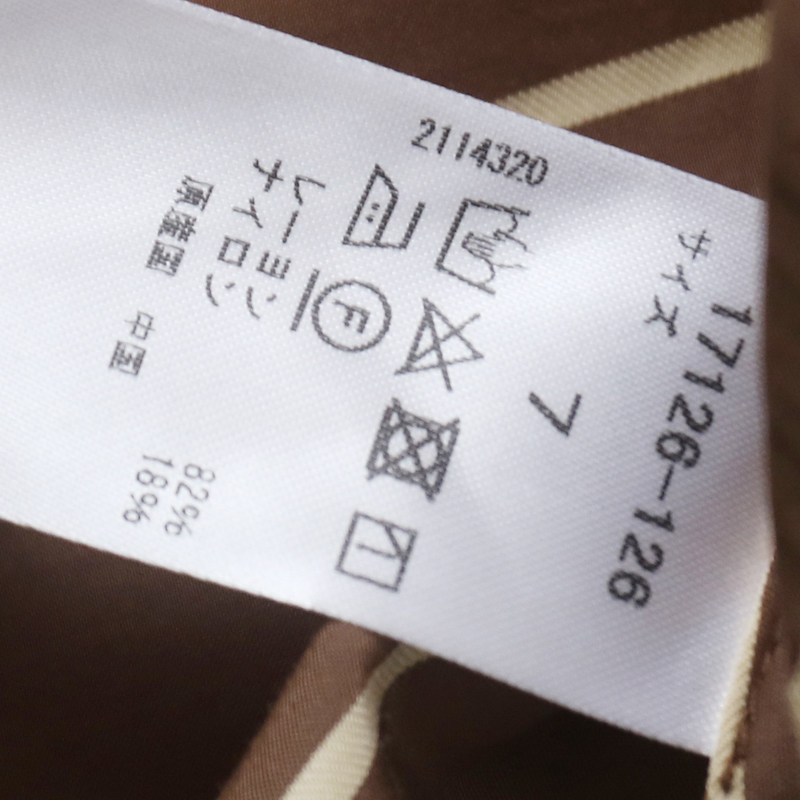 17126-126
サイズ 7
2114320
F
レーヨン 82%
ナイロン 18%
原産国 中国